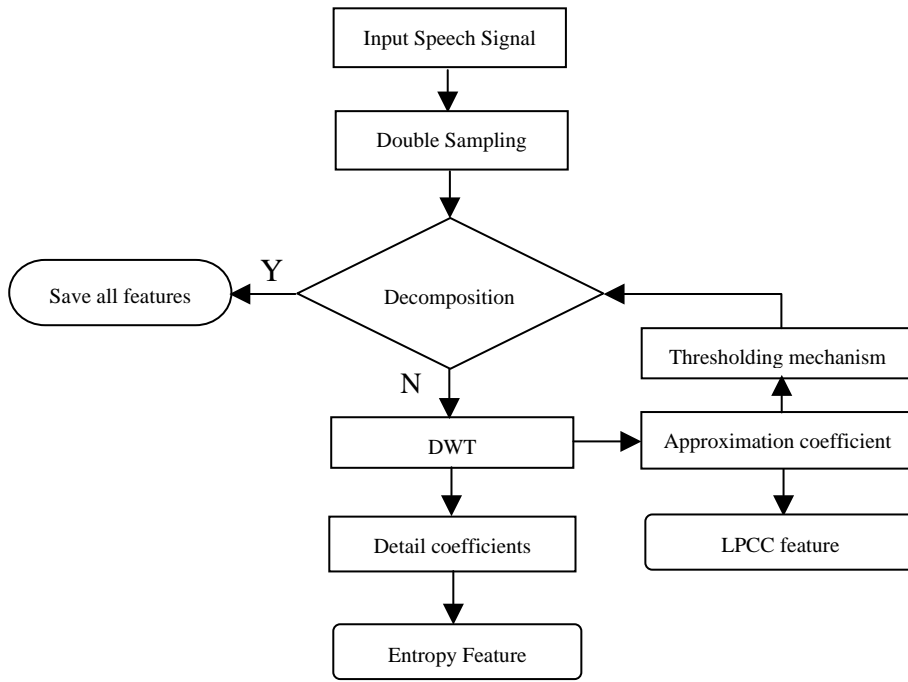 Input Speech Signal
Double Sampling
Y
Save all features
Decomposition
Thresholding mechanism
N
DWT
Approximation coefficient
Detail coefficients
LPCC feature
Entropy Feature